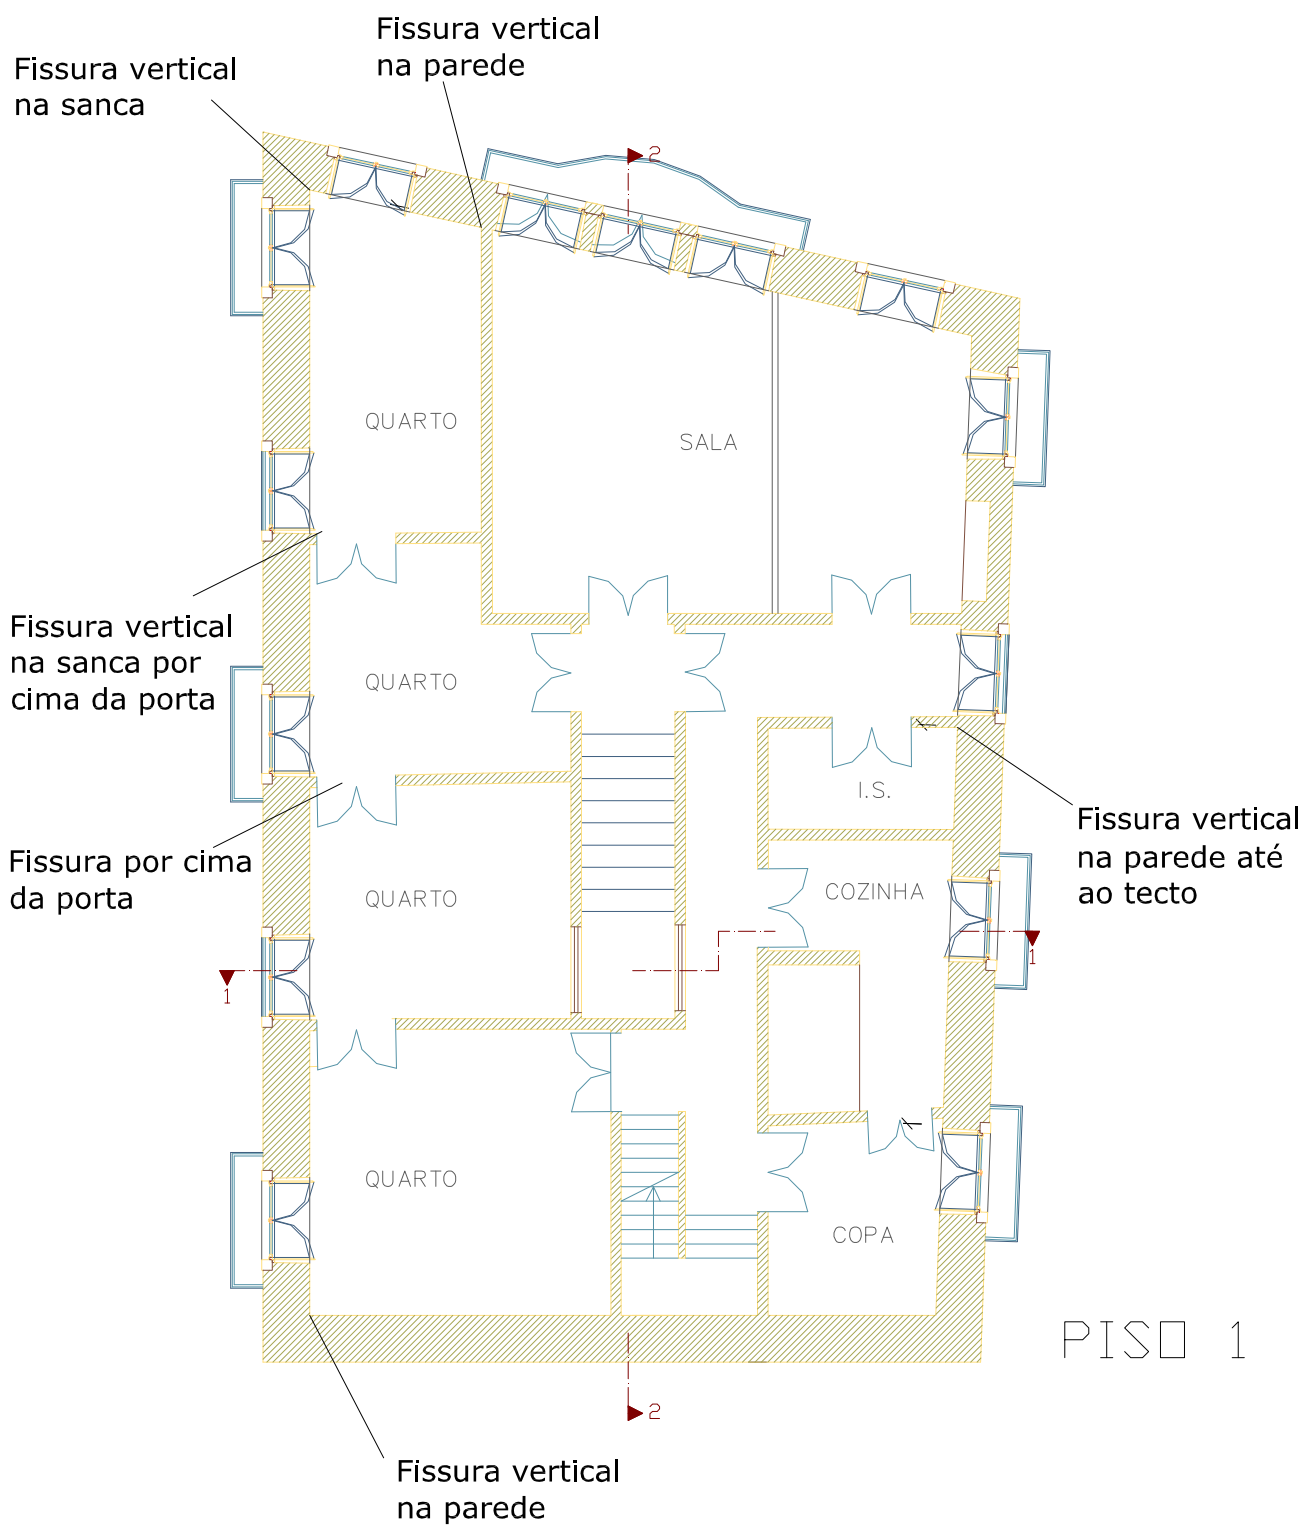 Fissura vertical
na parede
Fissura vertical
na sanca
2
QUARTO
SALA
Fissura vertical
na sanca por
cima da porta
QUARTO
I.S.
Fissura vertical
na parede até
ao tecto
Fissura por cima
da porta
QUARTO
COZINHA
1
1
QUARTO
COPA
PISO 1
2
Fissura vertical
na parede